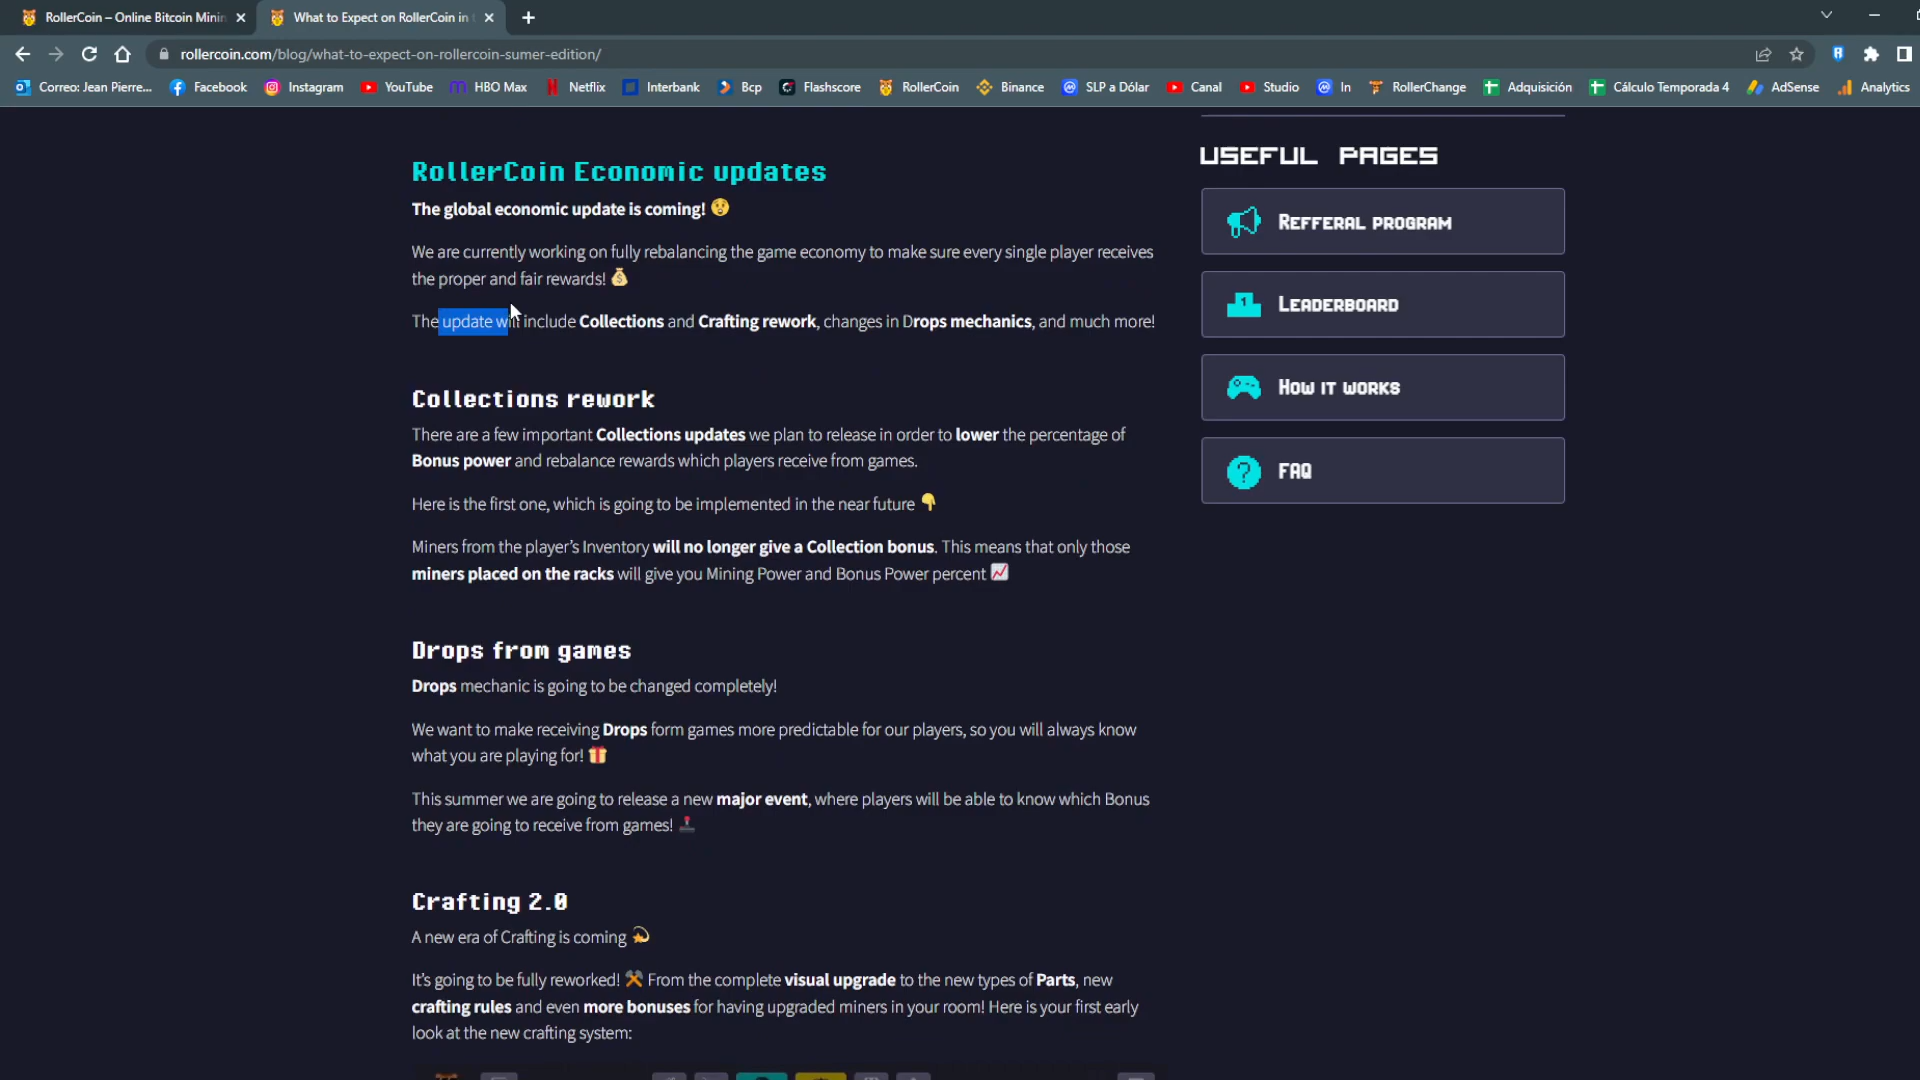 RollerCoin – Online Bitcoin Minin
What to Expect on RollerCoin in
rollercoin.com/blog/what-to-expect-on-rollercoin-sumer-edition/
Correo: Jean Pierre...
Facebook
Instagram
YouTube
HBO Max
Netflix
Interbank
Bcp
Flashscore
RollerCoin
Binance
SLP a Dólar
Canal
Studio
In
RollerChange
Adquisición
Cálculo Temporada 4
AdSense
Analytics
RollerCoin Economic updates
The global economic update is coming! 😲
We are currently working on fully rebalancing the game economy to make sure every single player receives
the proper and fair rewards! 💰
The update will include Collections and Crafting rework, changes in Drops mechanics, and much more!
Collections rework
There are a few important Collections updates we plan to release in order to lower the percentage of
Bonus power and rebalance rewards which players receive from games.
Here is the first one, which is going to be implemented in the near future 👇
Miners from the player's Inventory will no longer give a Collection bonus. This means that only those
miners placed on the racks will give you Mining Power and Bonus Power percent 📈
Drops from games
Drops mechanic is going to be changed completely!
We want to make receiving Drops form games more predictable for our players, so you will always know
what you are playing for! 🎁
This summer we are going to release a new major event, where players will be able to know which Bonus
they are going to receive from games! 🕹️
Crafting 2.0
A new era of Crafting is coming 💫
It's going to be fully reworked! ⚒️ From the complete visual upgrade to the new types of Parts, new
crafting rules and even more bonuses for having upgraded miners in your room! Here is your first early
look at the new crafting system:
USEFUL PAGES
Refferal program
Leaderboard
How it works
FAQ